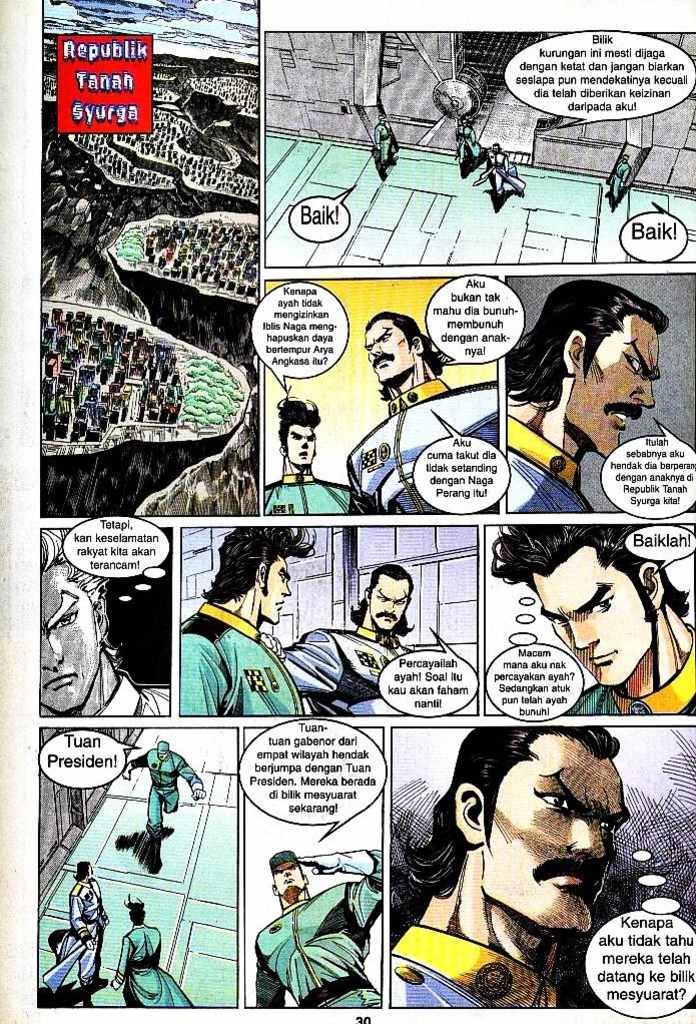 Republik
Tanah
Syurga
Bilik
kurungan ini mesti dijaga
dengan ketat dan jangan biarkan
seslapa pun mendekatinya kecuali
dia telah diberikan keizinan
daripada aku!
Baik!
Baik!
Kenapa
ayah tidak
mengizinkan
Iblis Naga meng-
hapuskan daya
bertempur Arya
Angkasa itu?
Aku
bukan tak
mahu dia bunuh-
membunuh
dengan anak-
nya!
Aku
cuma takut dia
tidak setanding
dengan Naga
Perang itu!
Itulah
sebabnya aku
hendak dia berperang
dengan anaknya di
Republik Tanah
Syurga kita!
Tetapi,
kan keselamatan
rakyat kita akan
terancam!
Percayailah
ayah! Soal itu
kau akan faham
nanti!
Baiklah!
Macam
mana aku nak
percayakan ayah?
Sedangkan atuk
pun telah ayah
bunuh!
Tuan
Presiden!
Tuan-
tuan gabenor dari
empat wilayah hendak
berjumpa dengan Tuan
Presiden. Mereka berada
di bilik mesyuarat
sekarang!
Kenapa
aku tidak tahu
mereka telah
datang ke bilik
mesyuarat?
30